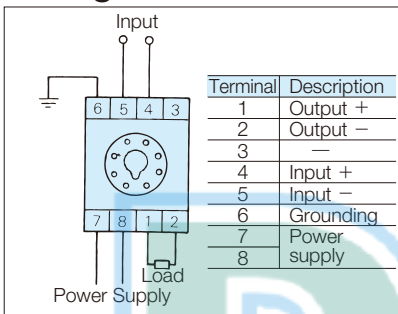 Input
6 5 4 3
7 8 1 2
Load
Power Supply
Terminal Description
1 Output +
2 Output −
3 —
4 Input +
5 Input −
6 Grounding
7 Power
8 supply